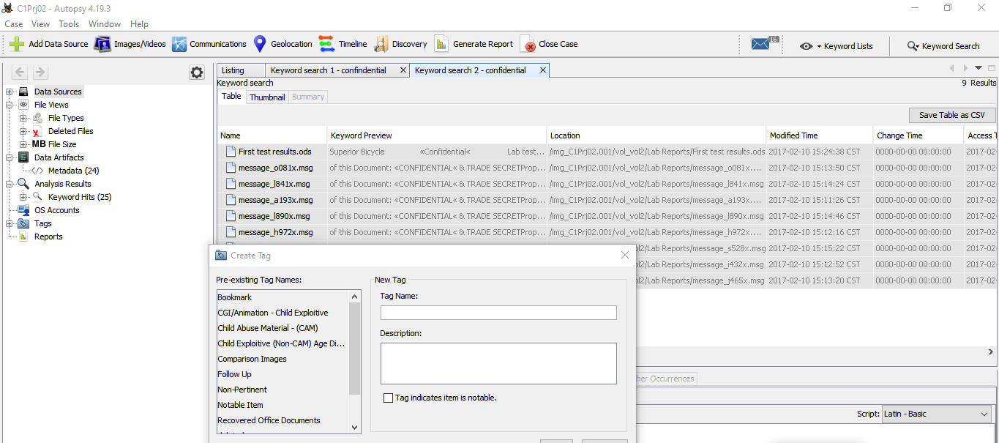 C1Prj02 - Autopsy 4.19.3
Case View Tools Window Help
Add Data Source Images/Videos Communications Geolocation Timeline Discovery Generate Report Close Case 16 Keyword Lists Keyword Search
Listing Keyword search 1 - confindential Keyword search 2 - confidential
Keyword search 9 Results
Table Thumbnail Summary
Save Table as CSV
Data Sources
File Views
File Types
Deleted Files
MB File Size
Data Artifacts
Metadata (24)
Analysis Results
Keyword Hits (25)
OS Accounts
Tags
Reports
Name Keyword Preview Location Modified Time Change Time Access T
First test results.ods Superior Bicycle «Confidential« Lab test... /img_C1Prj02.001/vol_vol2/Lab Reports/First test results.ods 2017-02-10 15:24:38 CST 0000-00-00 00:00:00 2017-02-
message_o081x.msg of this Document: «CONFIDENTIAL« & TRADE SECRETProp... /img_C1Prj02.001/vol_vol2/Lab Reports/message_o081x.... 2017-02-10 15:13:50 CST 0000-00-00 00:00:00 2017-02-
message_l841x.msg of this Document: «CONFIDENTIAL« & TRADE SECRETProp... /img_C1Prj02.001/vol_vol2/Lab Reports/message_l841x.msg 2017-02-10 15:14:24 CST 0000-00-00 00:00:00 2017-02-
message_a193x.msg of this Document: «CONFIDENTIAL« & TRADE SECRETProp... /img_C1Prj02.001/vol_vol2/Lab Reports/message_a193x.... 2017-02-10 15:11:26 CST 0000-00-00 00:00:00 2017-02-
message_l890x.msg of this Document: «CONFIDENTIAL« & TRADE SECRETProp... /img_C1Prj02.001/vol_vol2/Lab Reports/message_l890x.msg 2017-02-10 15:14:46 CST 0000-00-00 00:00:00 2017-02-
message_h972x.msg of this Document: «CONFIDENTIAL« & TRADE SECRETProp... /img_C1Prj02.001/vol_vol2/Lab Reports/message_h972x.... 2017-02-10 15:12:16 CST 0000-00-00 00:00:00 2017-02-
ol2/Lab Reports/message_s528x.msg 2017-02-10 15:15:22 CST 0000-00-00 00:00:00 2017-02-
ol2/Lab Reports/message_j432x.msg 2017-02-10 15:12:52 CST 0000-00-00 00:00:00 2017-02-
ol2/Lab Reports/message_j465x.msg 2017-02-10 15:13:20 CST 0000-00-00 00:00:00 2017-02-
Create Tag
Pre-existing Tag Names:
Bookmark
CGI/Animation - Child Exploitive
Child Abuse Material - (CAM)
Child Exploitive (Non-CAM) Age Di...
Comparison Images
Follow Up
Non-Pertinent
Notable Item
Recovered Office Documents
New Tag
Tag Name:
Description:
Tag indicates item is notable.
her Occurrences
Script: Latin - Basic